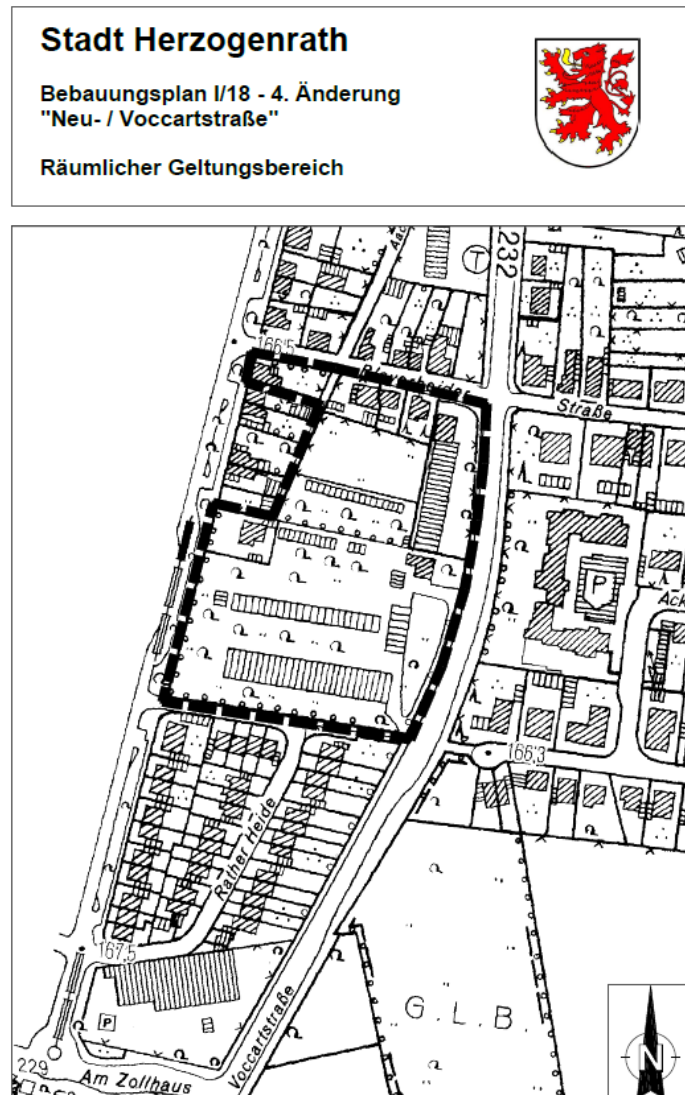 Stadt Herzogenrath
Bebauungsplan I/18 - 4. Änderung
"Neu- / Voccartstraße"
Räumlicher Geltungsbereich
232
T
166,5
Straße
P
Ack
166,3
Rather Heide
167,5
P
G.L.B.
Voccartstraße
N
229
Am Zollhaus